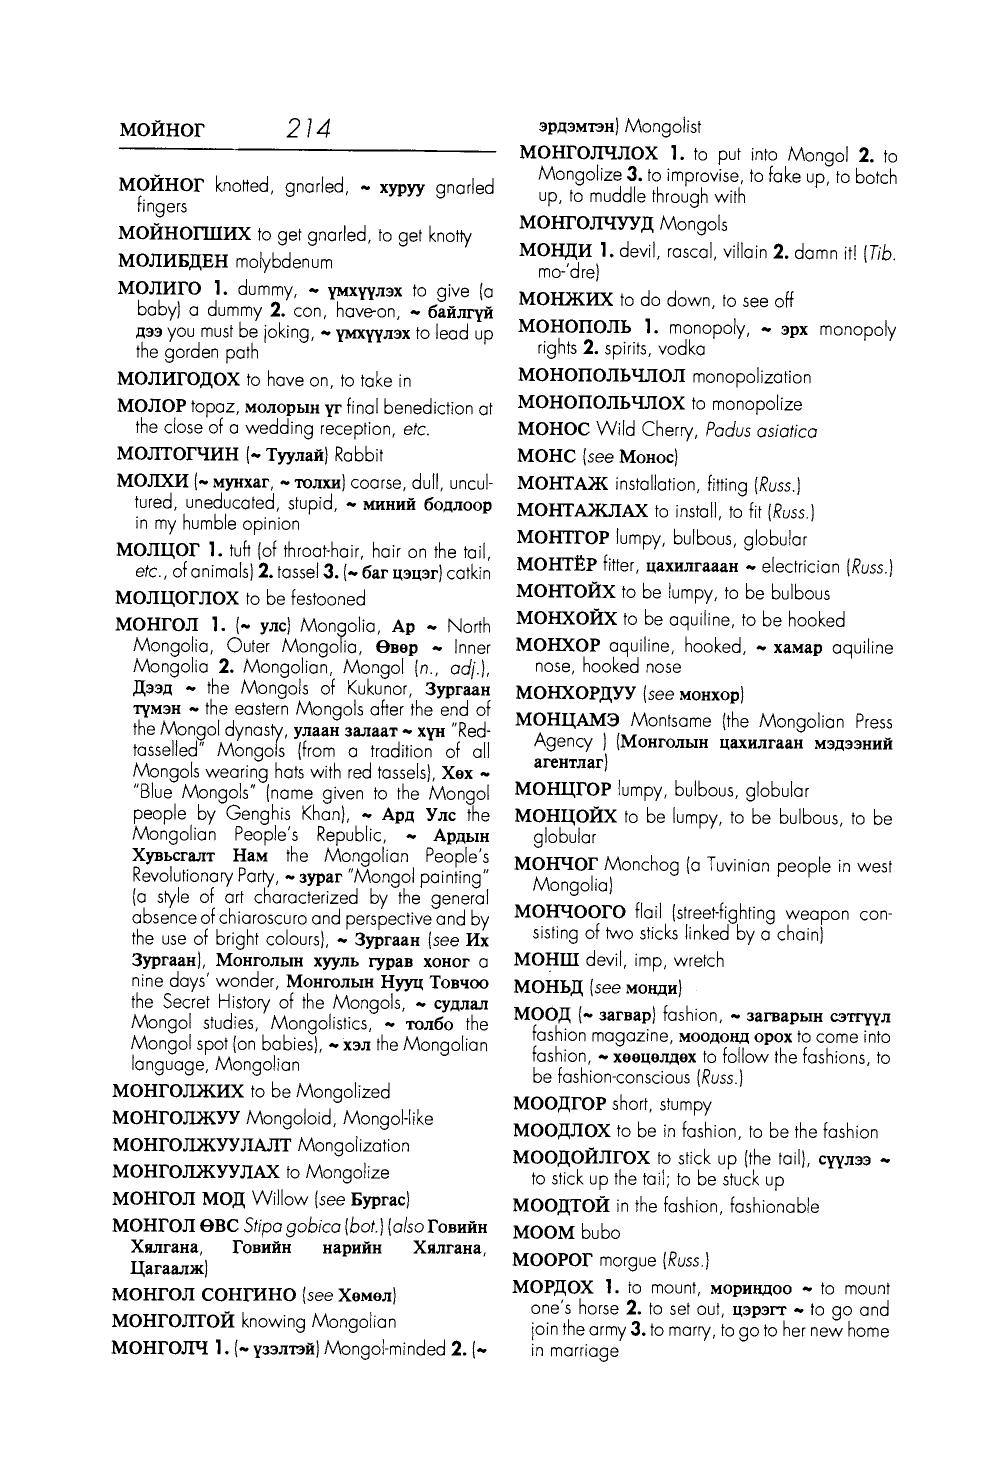 МОЙНОГ 214
МОЙНОГ knotted, gnarled, ~ хуруу gnarled
fingers
МОЙНОГШИХ to get gnarled, to get knotty
МОЛИБДЕН molybdenum
МОЛИГО 1. dummy, ~ үмхүүлэх to give (a
baby) a dummy 2. con, have-on, ~ байлгүй
дээ you must be joking, ~ үмхүүлэх to lead up
the gorden path
МОЛИГОДОХ to have on, to take in
МОЛОР topaz, молорын үг final benediction at
the close of a wedding reception, etc.
МОЛТОГЧИН (~ Туулай) Rabbit
МОЛХИ (~ мунхаг, ~ толхи) coarse, dull, uncul-
tured, uneducated, stupid, ~ миний бодлоор
in my humble opinion
МОЛЦОГ 1. tuft (of throat-hair, hair on the tail,
etc., of animals) 2. tassel 3. (~ баг цэцэг) catkin
МОЛЦОГЛОХ to be festooned
МОНГОЛ 1. (~ улс) Mongolia, Ар ~ North
Mongolia, Outer Mongolia, Өвөр ~ Inner
Mongolia 2. Mongolian, Mongol (n., adj.),
Дээд ~ the Mongols of Kukunor, Зургаан
түмэн ~ the eastern Mongols after the end of
the Mongol dynasty, улаан залаат ~ хүн "Red-
tasselled" Mongols (from a tradition of all
Mongols wearing hats with red tassels), Хөх ~
"Blue Mongols" (name given to the Mongol
people by Genghis Khan), ~ Ард Улс the
Mongolian People's Republic, ~ Ардын
Хувьсгалт Нам the Mongolian People's
Revolutionary Party, ~ зураг "Mongol painting"
(a style of art characterized by the general
absence of chiaroscuro and perspective and by
the use of bright colours), ~ Зургаан (see Их
Зургаан), Монголын хууль гурав хоног a
nine days' wonder, Монголын Нууц Товчоо
the Secret History of the Mongols, ~ судлал
Mongol studies, Mongolistics, ~ толбо the
Mongol spot (on babies), ~ хэл the Mongolian
language, Mongolian
МОНГОЛЖИХ to be Mongolized
МОНГОЛЖУУ Mongoloid, Mongol-like
МОНГОЛЖУУЛАЛТ Mongolization
МОНГОЛЖУУЛАХ to Mongolize
МОНГОЛ МОД Willow (see Бургас)
МОНГОЛ ӨВС Stipa gobica (bot.) (also Говийн
Хялгана, Говийн нарийн Хялгана,
Цагаалж)
МОНГОЛ СОНГИНО (see Хөмөл)
МОНГОЛТОЙ knowing Mongolian
МОНГОЛЧ 1. (~ үзэлтэй) Mongol-minded 2. (~
эрдэмтэн) Mongolist
МОНГОЛЧЛОХ 1. to put into Mongol 2. to
Mongolize 3. to improvise, to fake up, to botch
up, to muddle through with
МОНГОЛЧУУД Mongols
МОНДИ 1. devil, rascal, villain 2. damn it! (Tib.
mo-'dre)
МОНЖИХ to do down, to see off
МОНОПОЛЬ 1. monopoly, ~ эрх monopoly
rights 2. spirits, vodka
МОНОПОЛЬЧЛОЛ monopolization
МОНОПОЛЬЧЛОХ to monopolize
МОНОС Wild Cherry, Padus asiatica
МОНС (see Монос)
МОНТАЖ installation, fitting (Russ.)
МОНТАЖЛАХ to install, to fit (Russ.)
МОНТГОР lumpy, bulbous, globular
МОНТЁР fitter, цахилгааан ~ electrician (Russ.)
МОНТОЙХ to be lumpy, to be bulbous
МОНХОЙХ to be aquiline, to be hooked
МОНХОР aquiline, hooked, ~ хамар aquiline
nose, hooked nose
МОНХОРДУУ (see монхор)
МОНЦАМЭ Montsame (the Mongolian Press
Agency ) (Монголын цахилгаан мэдээний
агентлаг)
МОНЦГОР lumpy, bulbous, globular
МОНЦОЙХ to be lumpy, to be bulbous, to be
globular
МОНЧОГ Monchog (a Tuvinian people in west
Mongolia)
МОНЧООГО flail (street-fighting weapon con-
sisting of two sticks linked by a chain)
МОНШ devil, imp, wretch
МОНЬД (see монди)
МООД (~ загвар) fashion, ~ загварын сэтгүүл
fashion magazine, моодонд орох to come into
fashion, ~ хөөцөлдөх to follow the fashions, to
be fashion-conscious (Russ.)
МООДГОР short, stumpy
МООДЛОХ to be in fashion, to be the fashion
МООДОЙЛГОХ to stick up (the tail), сүүлээ ~
to stick up the tail; to be stuck up
МООДТОЙ in the fashion, fashionable
МООМ bubo
МООРОГ morgue (Russ.)
МОРДОХ 1. to mount, мориндоо ~ to mount
one's horse 2. to set out, цэрэгт ~ to go and
join the army 3. to marry, to go to her new home
in marriage